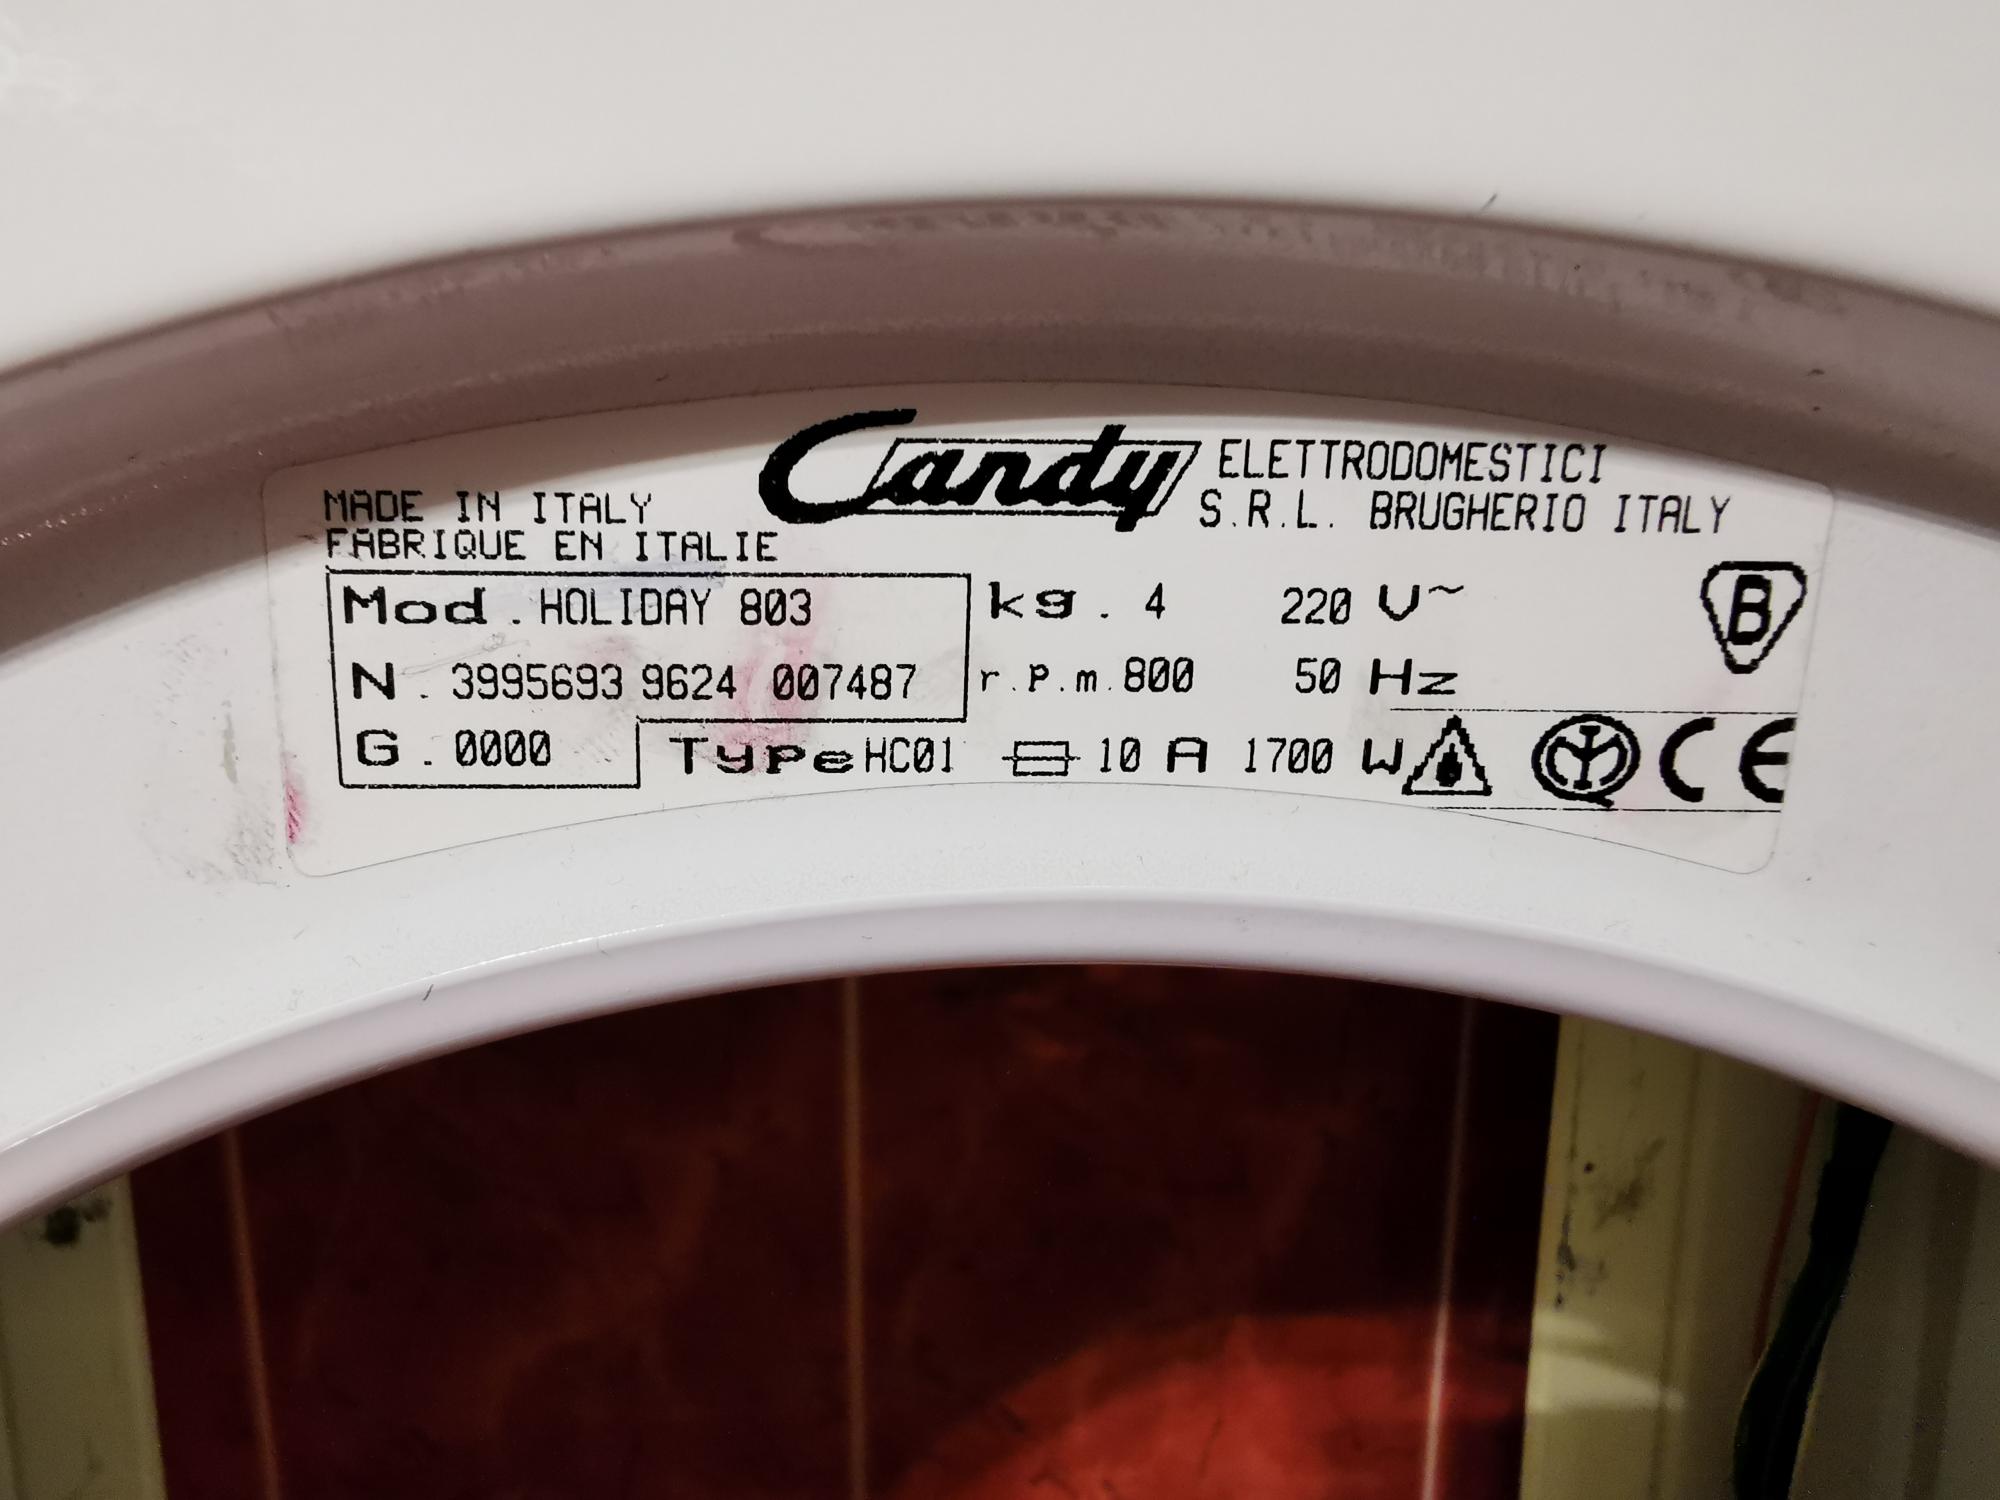 Candy ELETTRODOMESTICI
S.R.L. BRUGHERIO ITALY
MADE IN ITALY
FABRIQUE EN ITALIE
Mod. HOLIDAY 803 kg. 4 220 V~
B
N. 3995693 9624 007487 r.p.m. 800 50 Hz
G. 0000 Type HC01 10 A 1700 W CE